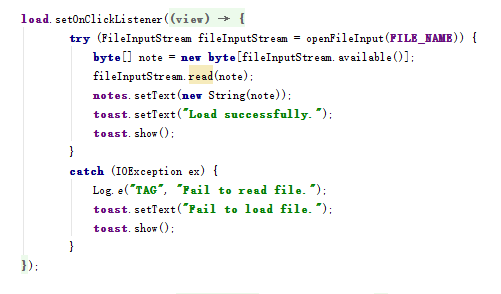 load.setOnClickListener((view) → {
try (FileInputStream fileInputStream = openFileInput(FILE_NAME)) {
byte[] note = new byte[fileInputStream.available()];
fileInputStream.read(note);
notes.setText(new String(note));
toast.setText("Load successfully.");
toast.show();
}
catch (IOException ex) {
Log.e("TAG", "Fail to read file.");
toast.setText("Fail to load file.");
toast.show();
}
});